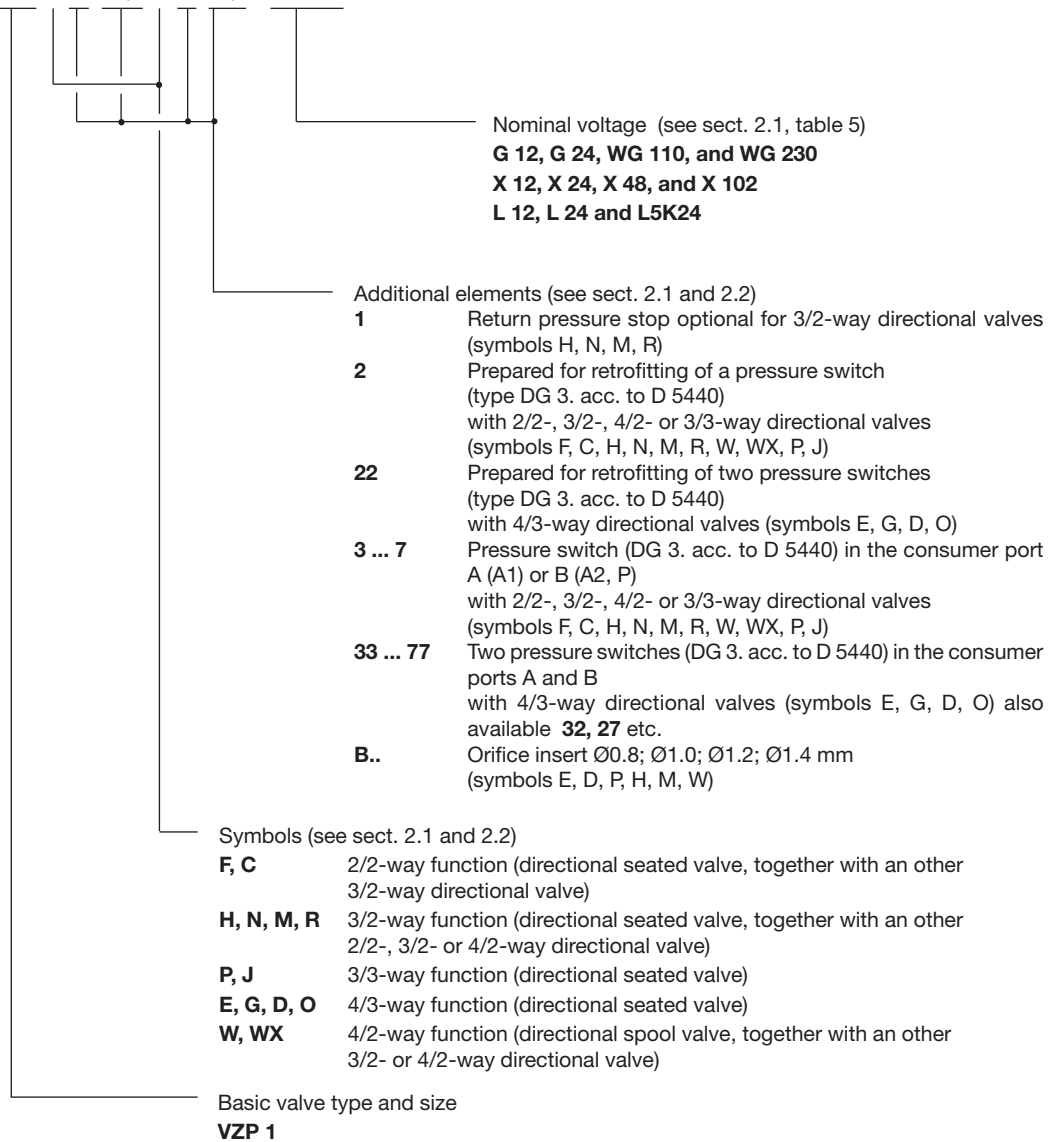 Nominal voltage (see sect. 2.1, table 5)
G 12, G 24, WG 110, and WG 230
X 12, X 24, X 48, and X 102
L 12, L 24 and L5K24
Additional elements (see sect. 2.1 and 2.2)
1 Return pressure stop optional for 3/2-way directional valves
(symbols H, N, M, R)
2 Prepared for retrofitting of a pressure switch
(type DG 3. acc. to D 5440)
with 2/2-, 3/2-, 4/2- or 3/3-way directional valves
(symbols F, C, H, N, M, R, W, WX, P, J)
22 Prepared for retrofitting of two pressure switches
(type DG 3. acc. to D 5440)
with 4/3-way directional valves (symbols E, G, D, O)
3 ... 7 Pressure switch (DG 3. acc. to D 5440) in the consumer port
A (A1) or B (A2, P)
with 2/2-, 3/2-, 4/2- or 3/3-way directional valves
(symbols F, C, H, N, M, R, W, WX, P, J)
33 ... 77 Two pressure switches (DG 3. acc. to D 5440) in the consumer
ports A and B
with 4/3-way directional valves (symbols E, G, D, O) also
available 32, 27 etc.
B.. Orifice insert Ø0.8; Ø1.0; Ø1.2; Ø1.4 mm
(symbols E, D, P, H, M, W)
Symbols (see sect. 2.1 and 2.2)
F, C 2/2-way function (directional seated valve, together with an other
3/2-way directional valve)
H, N, M, R 3/2-way function (directional seated valve, together with an other
2/2-, 3/2- or 4/2-way directional valve)
P, J 3/3-way function (directional seated valve)
E, G, D, O 4/3-way function (directional seated valve)
W, WX 4/2-way function (directional spool valve, together with an other
3/2- or 4/2-way directional valve)
Basic valve type and size
VZP 1